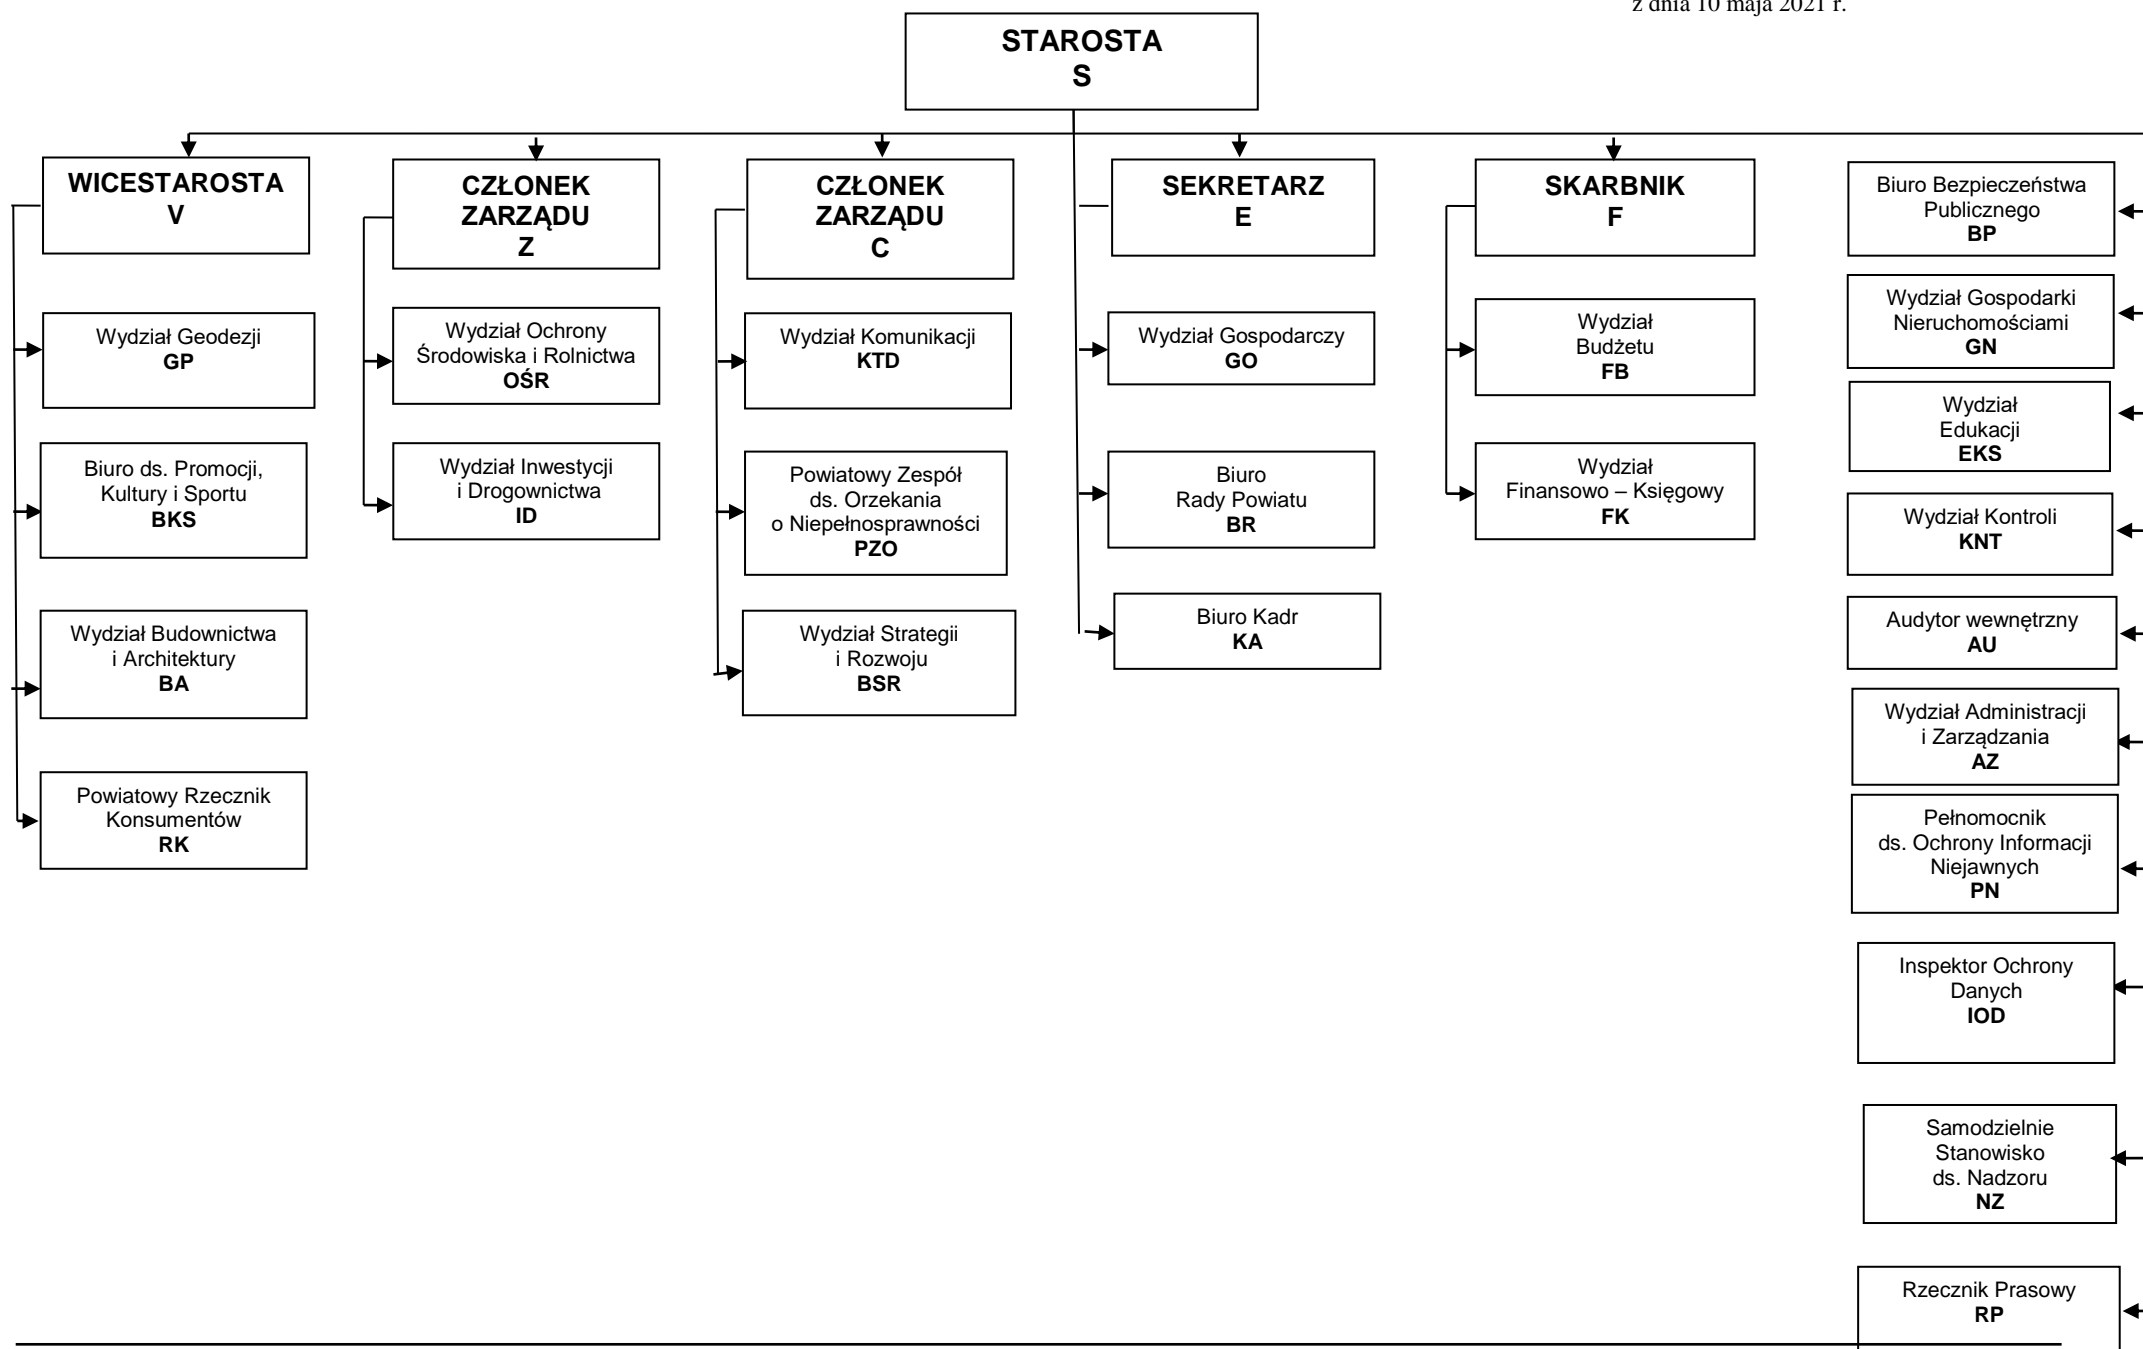 z dnia 10 maja 2021 r.
STAROSTA
S
WICESTAROSTA
V
CZŁONEK
ZARZĄDU
Z
CZŁONEK
ZARZĄDU
C
SEKRETARZ
E
SKARBNIK
F
Wydział Geodezji
GP
Biuro ds. Promocji,
Kultury i Sportu
BKS
Wydział Budownictwa
i Architektury
BA
Powiatowy Rzecznik
Konsumentów
RK
Wydział Ochrony
Środowiska i Rolnictwa
OŚR
Wydział Inwestycji
i Drogownictwa
ID
Wydział Komunikacji
KTD
Powiatowy Zespół
ds. Orzekania
o Niepełnosprawności
PZO
Wydział Strategii
i Rozwoju
BSR
Wydział Gospodarczy
GO
Biuro
Rady Powiatu
BR
Biuro Kadr
KA
Wydział
Budżetu
FB
Wydział
Finansowo – Księgowy
FK
Biuro Bezpieczeństwa
Publicznego
BP
Wydział Gospodarki
Nieruchomościami
GN
Wydział
Edukacji
EKS
Wydział Kontroli
KNT
Audytor wewnętrzny
AU
Wydział Administracji
i Zarządzania
AZ
Pełnomocnik
ds. Ochrony Informacji
Niejawnych
PN
Inspektor Ochrony
Danych
IOD
Samodzielnie
Stanowisko
ds. Nadzoru
NZ
Rzecznik Prasowy
RP